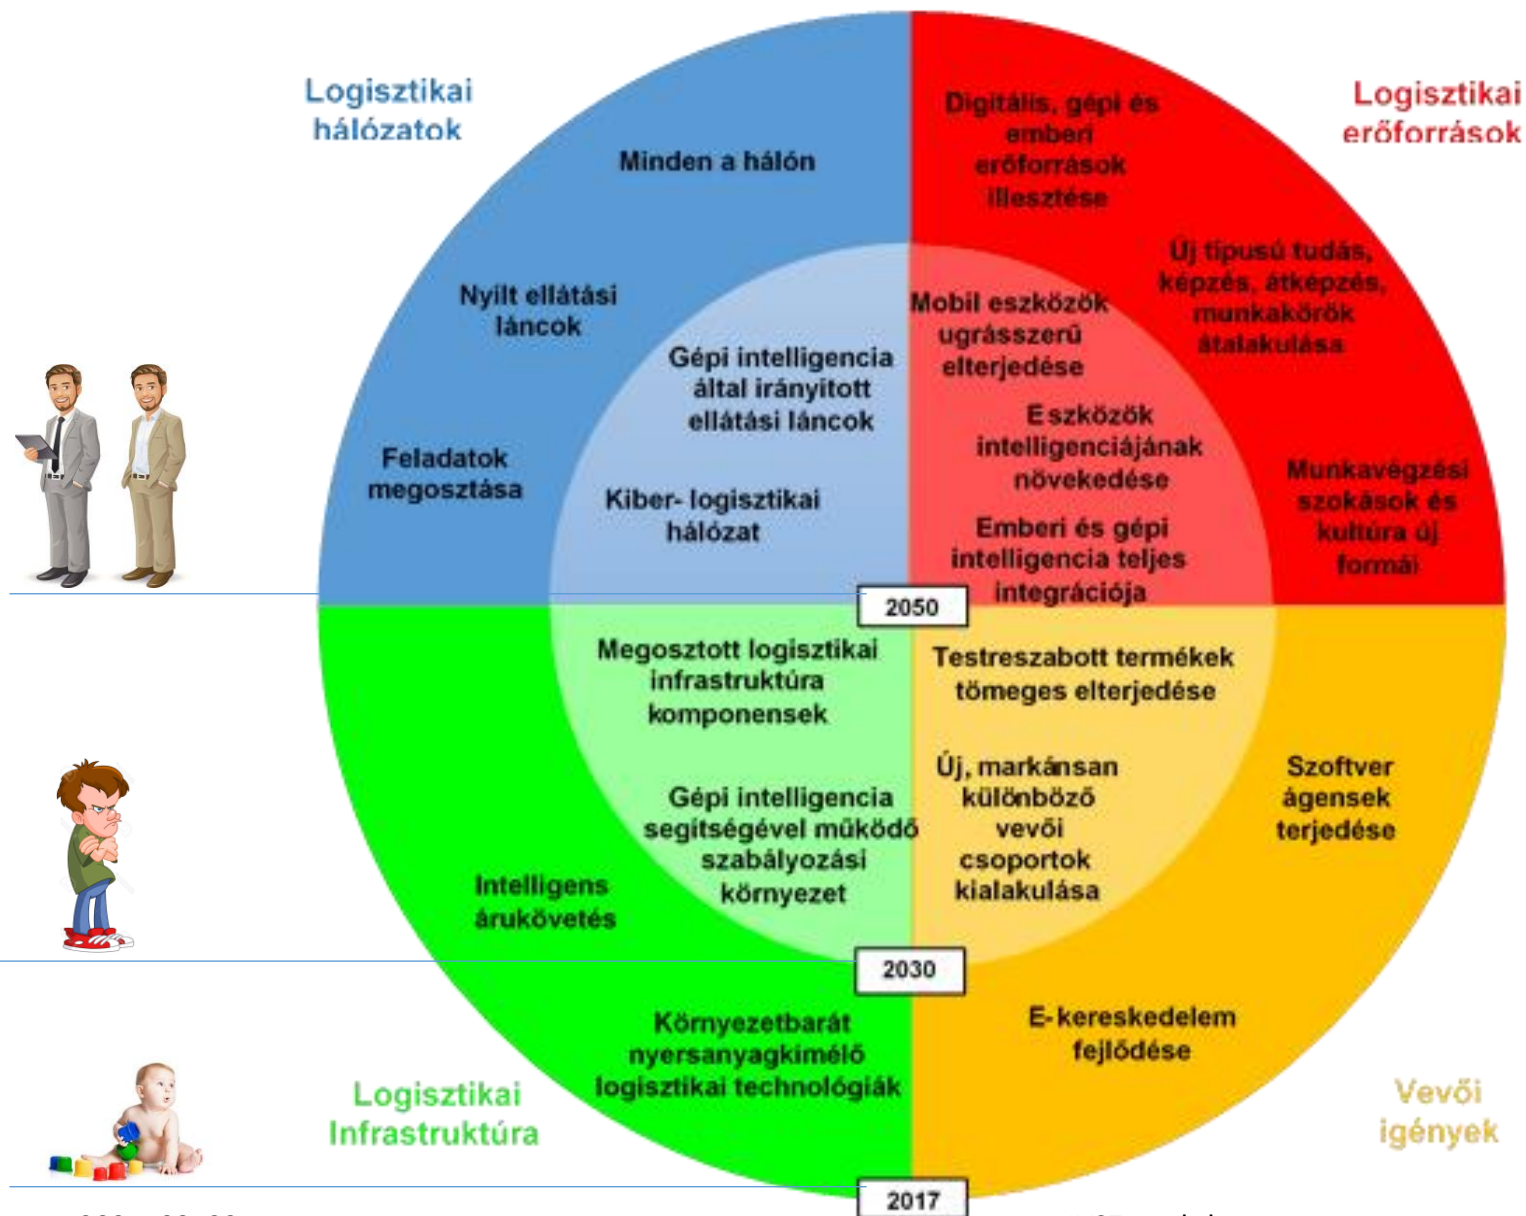 Logisztikai
hálózatok
Logisztikai
erőforrások
Minden a hálón
Nyílt ellátási
láncok
Feladatok
megosztása
Gépi intelligencia
által irányított
ellátási láncok
Kiber- logisztikai
hálózat
Digitális, gépi és
emberi
erőforrások
illesztése
Új típusú tudás,
képzés, átképzés,
munkakörök
átalakulása
Munkavégzési
szokások és
kultúra új
formái
Mobil eszközök
ugrásszerű
elterjedése
Eszközök
intelligenciájának
növekedése
Emberi és gépi
intelligencia teljes
integrációja
2050
Megosztott logisztikai
infrastruktúra
komponensek
Gépi intelligencia
segítségével működő
szabályozási
környezet
Intelligens
árukövetés
Környezetbarát
nyersanyagkímélő
logisztikai technológiák
Testreszabott termékek
tömeges elterjedése
Új, markánsan
különböző
vevői
csoportok
kialakulása
Szoftver
ágensek
terjedése
2030
E-kereskedelem
fejlődése
Logisztikai
Infrastruktúra
Vevői
igények
2017